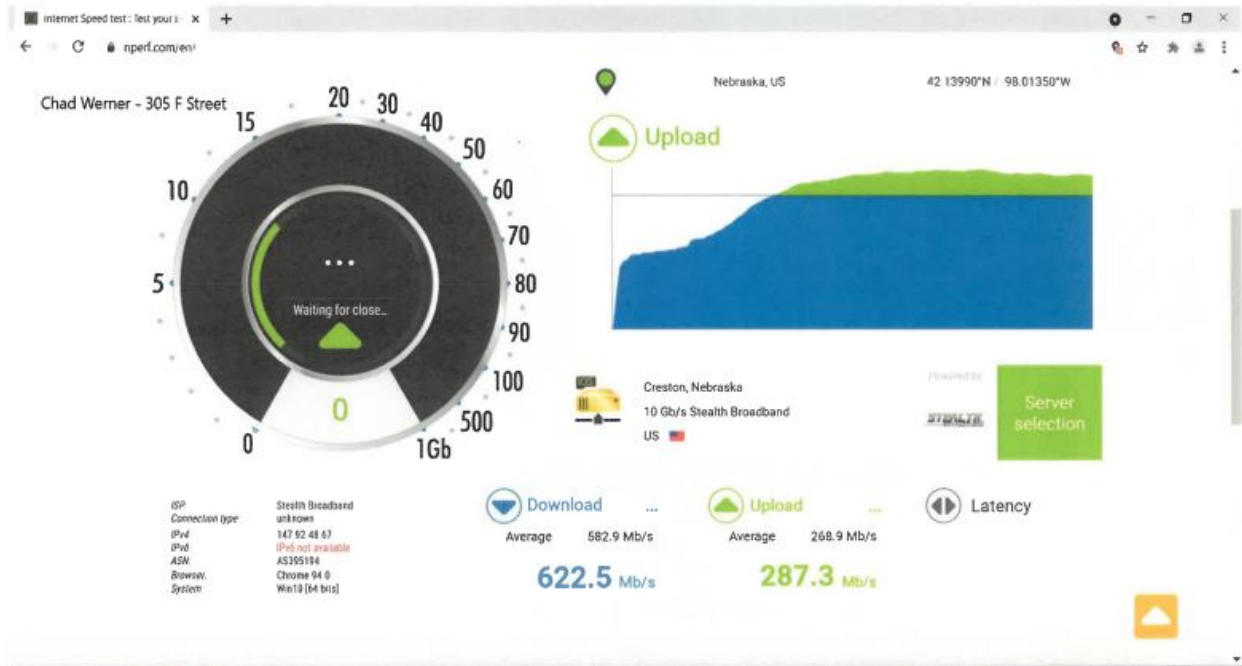 internet Speed test : Test your i
nperf.com/en/
Chad Werner - 305 F Street
Nebraska, US
42 13990°N / 98.01350°W
Upload
0
5
10
15
20
30
40
50
60
70
80
90
100
500
1Gb
...
Waiting for close...
0
Creston, Nebraska
10 Gb/s Stealth Broadband
US
Powered by
STEALTH
Server
selection
ISP: Stealth Broadband
Connection type unknown
IPv4 147 92 48 67
IPv6 IPv6 not available
ASN: AS395194
Browser: Chrome 94 0
System Win10 [64 bits]
Download ...
Average 582.9 Mb/s
622.5 Mb/s
Upload ...
Average 268.9 Mb/s
287.3 Mb/s
Latency